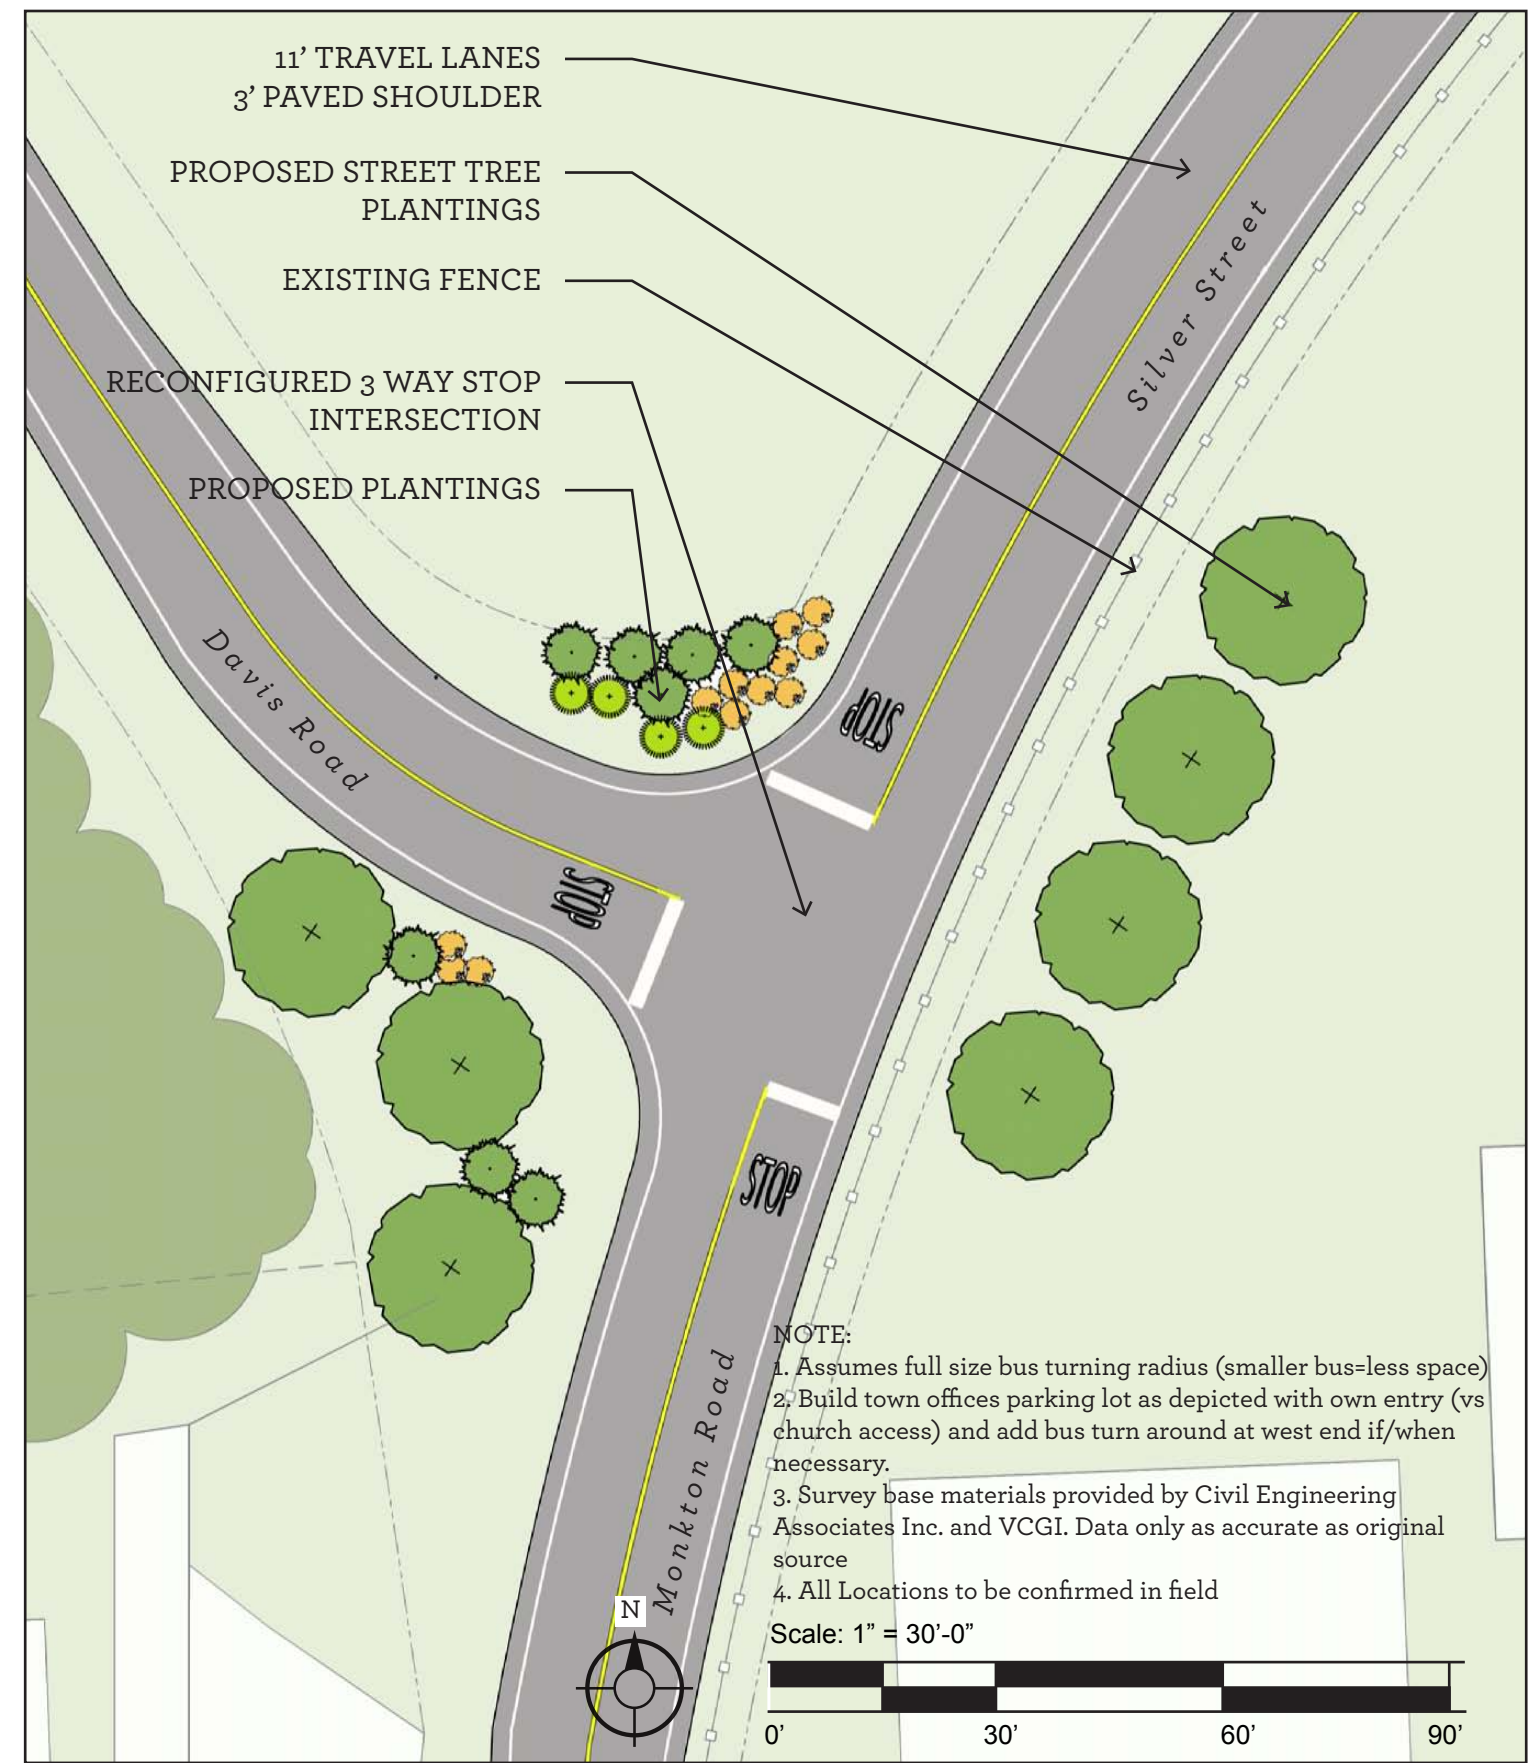 11’ TRAVEL LANES
3’ PAVED SHOULDER
PROPOSED STREET TREE
PLANTINGS
EXISTING FENCE
RECONFIGURED 3 WAY STOP
INTERSECTION
PROPOSED PLANTINGS
Silver Street
Davis Road
STOP
STOP
STOP
Monkton Road
NOTE:
1. Assumes full size bus turning radius (smaller bus=less space)
2. Build town offices parking lot as depicted with own entry (vs
church access) and add bus turn around at west end if/when
necessary.
3. Survey base materials provided by Civil Engineering
Associates Inc. and VCGI. Data only as accurate as original
source
4. All Locations to be confirmed in field
N
Scale: 1” = 30’-0”
0’ 30’ 60’ 90’